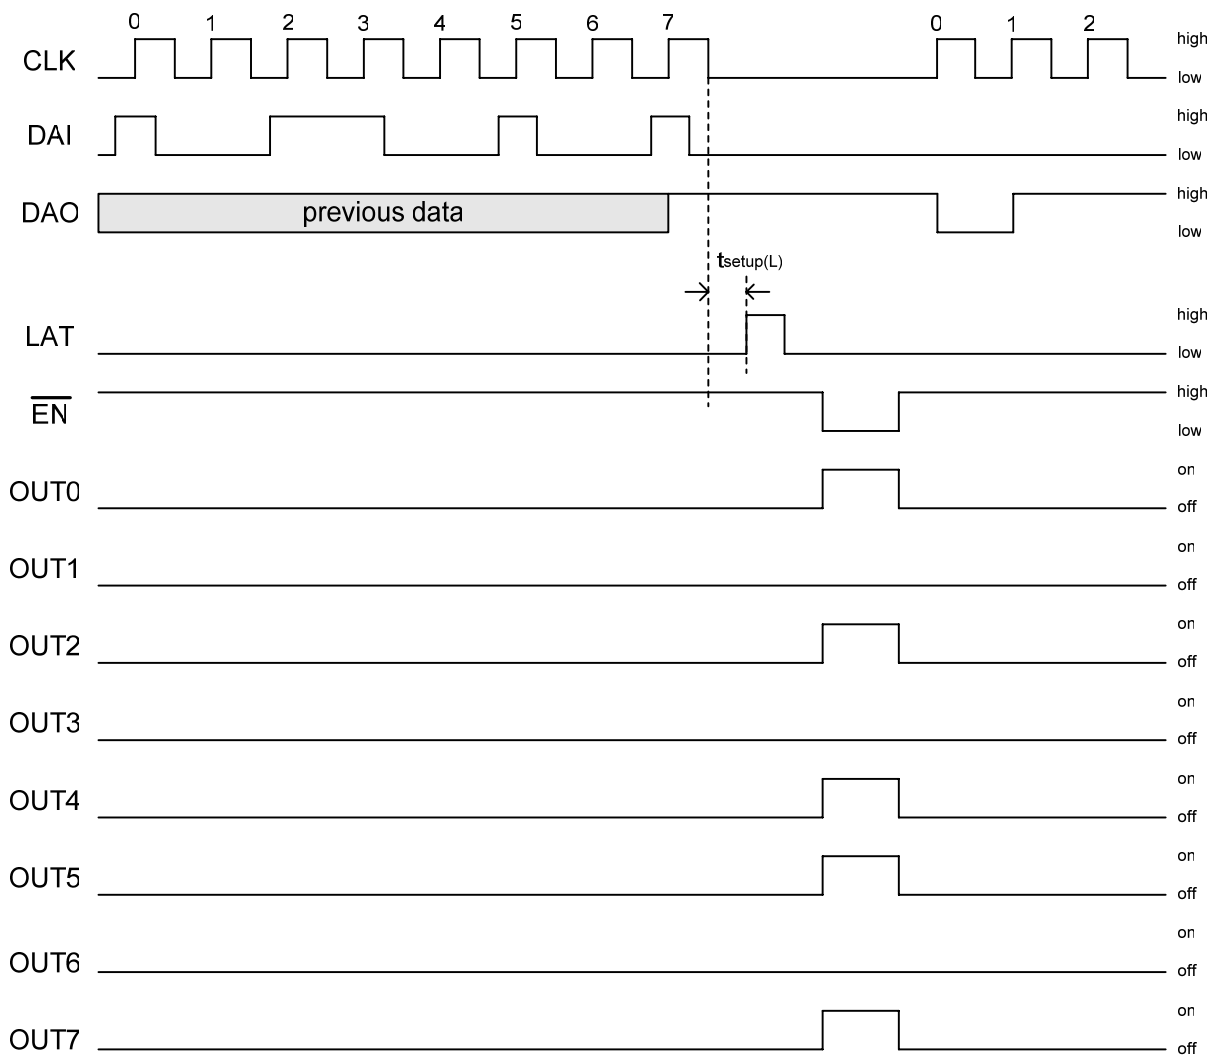 0 1 2 3 4 5 6 7 0 1 2
CLK high
low
DAI high
low
DAO previous data high
low
tsetup(L)
LAT high
low
EN high
low
OUT0 on
off
OUT1 on
off
OUT2 on
off
OUT3 on
off
OUT4 on
off
OUT5 on
off
OUT6 on
off
OUT7 on
off